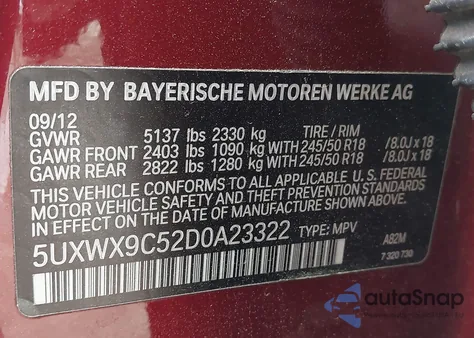 MFD BY BAYERISCHE MOTOREN WERKE AG
09/12
GVWR 5137 lbs 2330 kg TIRE / RIM
GAWR FRONT 2403 lbs 1090 kg WITH 245/50 R18 /8.0J x 18
GAWR REAR 2822 lbs 1280 kg WITH 245/50 R18 /8.0J x 18
THIS VEHICLE CONFORMS TO ALL APPLICABLE U. S. FEDERAL
MOTOR VEHICLE SAFETY AND THEFT PREVENTION STANDARDS
IN EFFECT ON THE DATE OF MANUFACTURE SHOWN ABOVE.
5UXWX9C52D0A23322 TYPE: MPV A82M
7 320 730
autoSnap